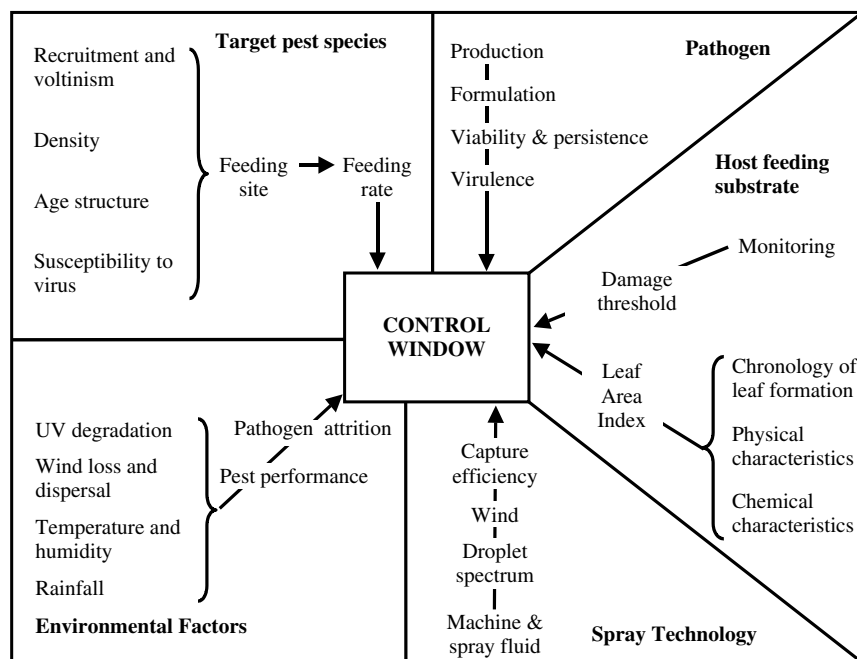 Target pest species
Recruitment and
voltinism
Density
Age structure
Susceptibility to
virus
Feeding
site
Feeding
rate
Pathogen
Production
Formulation
Viability & persistence
Virulence
Host feeding
substrate
Monitoring
Damage
threshold
Leaf
Area
Index
Chronology of
leaf formation
Physical
characteristics
Chemical
characteristics
CONTROL
WINDOW
UV degradation
Wind loss and
dispersal
Temperature and
humidity
Rainfall
Pathogen attrition
Pest performance
Environmental Factors
Capture
efficiency
Wind
Droplet
spectrum
Machine &
spray fluid
Spray Technology